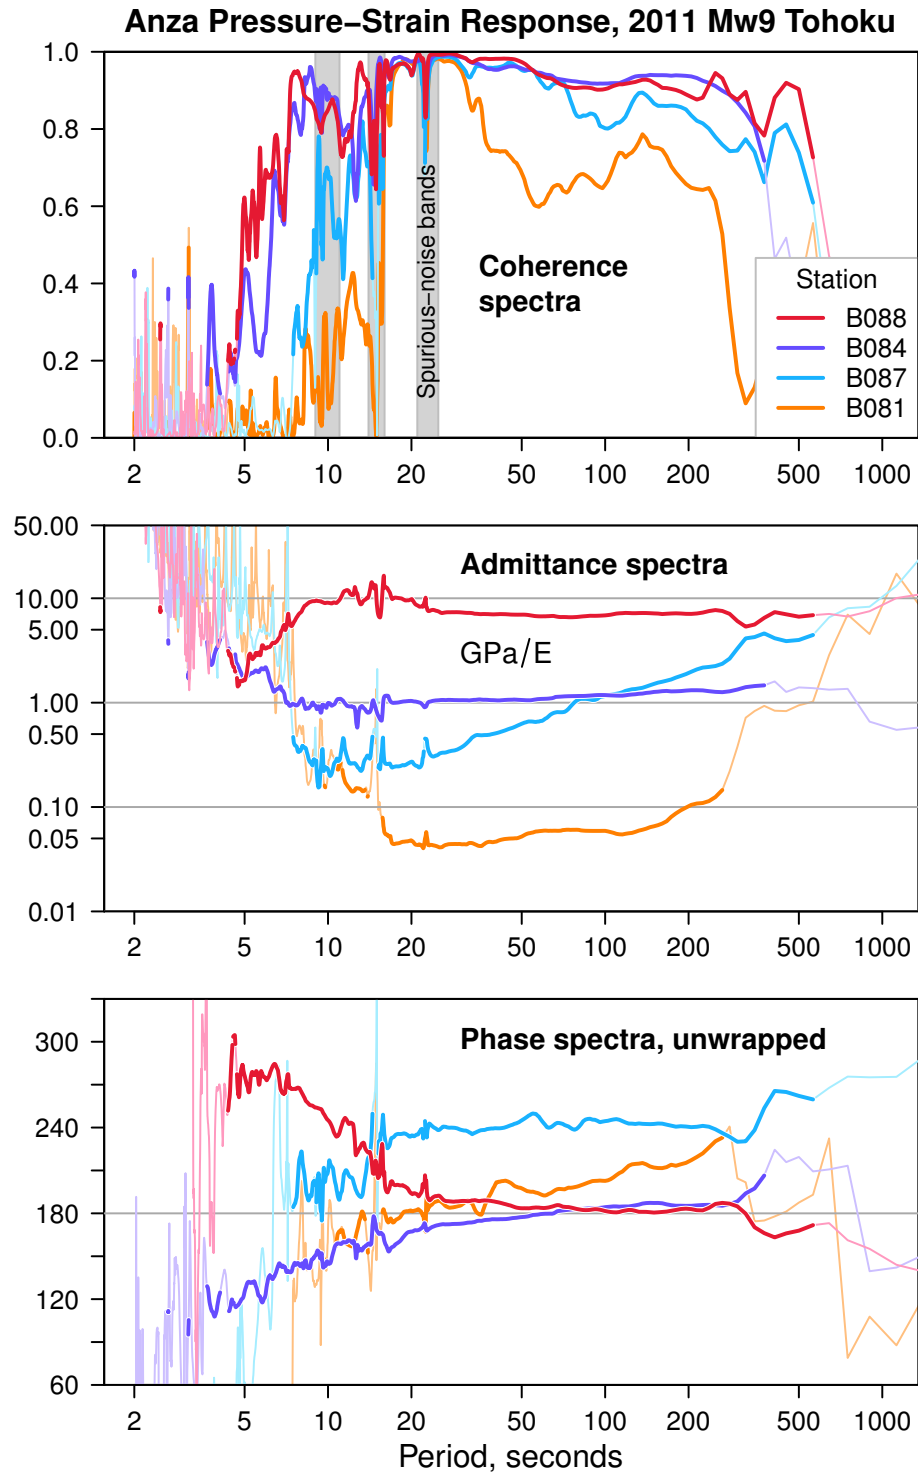 Anza Pressure−Strain Response, 2011 Mw9 Tohoku
1.0
0.8
0.6
0.4
0.2
0.0
Spurious−noise bands
Coherence
spectra
Station
B088
B084
B087
B081
2 5 10 20 50 100 200 500 1000
50.00
10.00
5.00
1.00
0.50
0.10
0.05
0.01
Admittance spectra
GPa/E
2 5 10 20 50 100 200 500 1000
300
240
180
120
60
Phase spectra, unwrapped
2 5 10 20 50 100 200 500 1000
Period, seconds